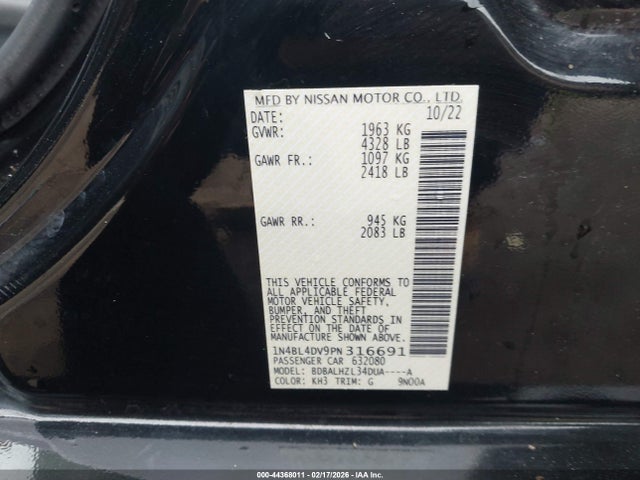 MFD BY NISSAN MOTOR CO., LTD.
DATE: 10/22
GVWR: 1963 KG
4328 LB
GAWR FR.: 1097 KG
2418 LB
GAWR RR.: 945 KG
2083 LB
THIS VEHICLE CONFORMS TO
ALL APPLICABLE FEDERAL
MOTOR VEHICLE SAFETY,
BUMPER, AND THEFT
PREVENTION STANDARDS IN
EFFECT ON THE DATE OF
MANUFACTURE SHOWN ABOVE.
1N4BL4DV9PN316691
PASSENGER CAR 632080
MODEL: BDBALHZL34DUA----A
COLOR: KH3 TRIM: G 9N00A
000-44368011 - 02/17/2026 - IAA Inc.